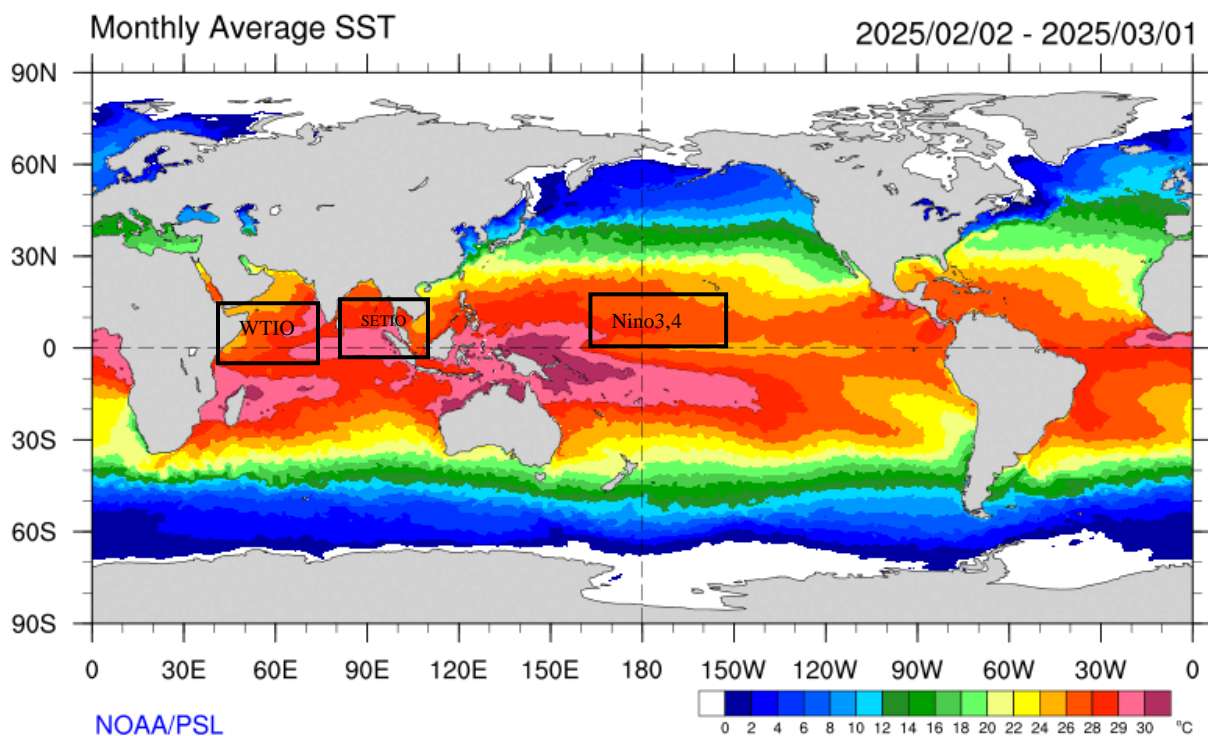 Monthly Average SST 2025/02/02 - 2025/03/01
90N
60N
30N
0
30S
60S
90S
WTIO SETIO Nino3,4
0 30E 60E 90E 120E 150E 180 150W 120W 90W 60W 30W 0
NOAA/PSL
0 2 4 6 8 10 12 14 16 18 20 22 24 26 28 29 30 °C